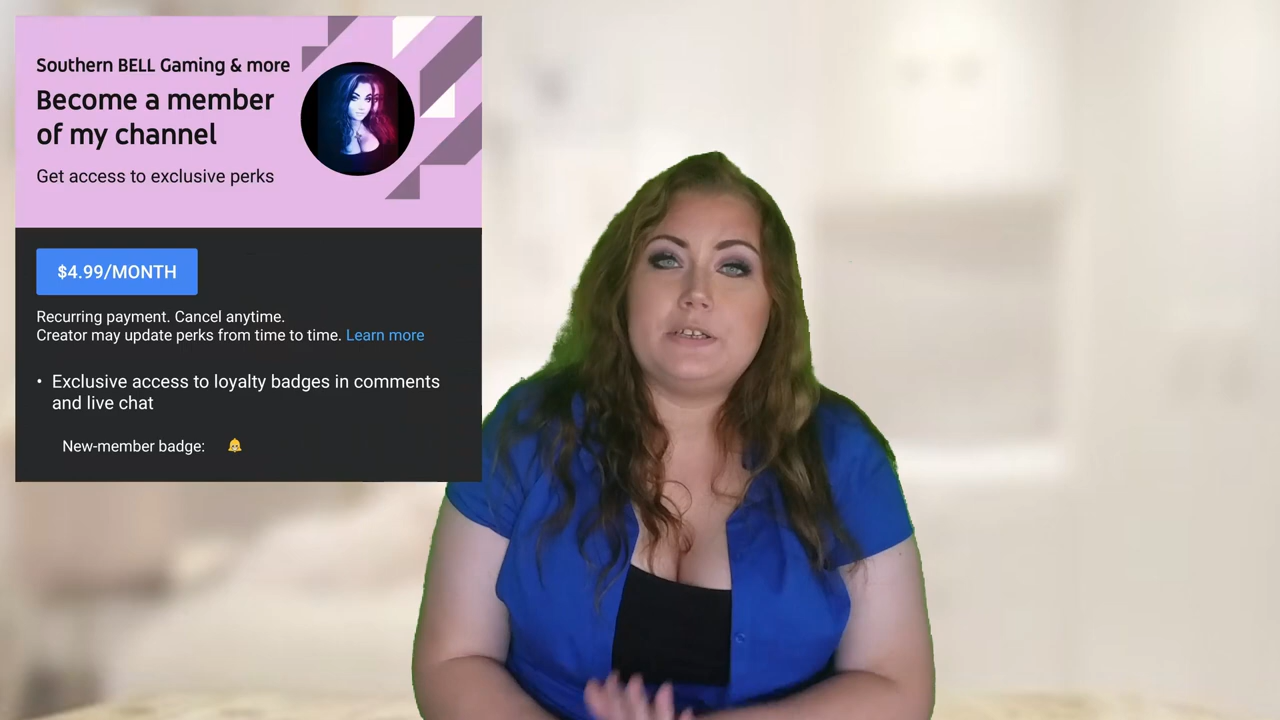 Southern BELL Gaming & more
Become a member
of my channel
Get access to exclusive perks
$4.99/MONTH
Recurring payment. Cancel anytime.
Creator may update perks from time to time. Learn more
• Exclusive access to loyalty badges in comments
and live chat
New-member badge: